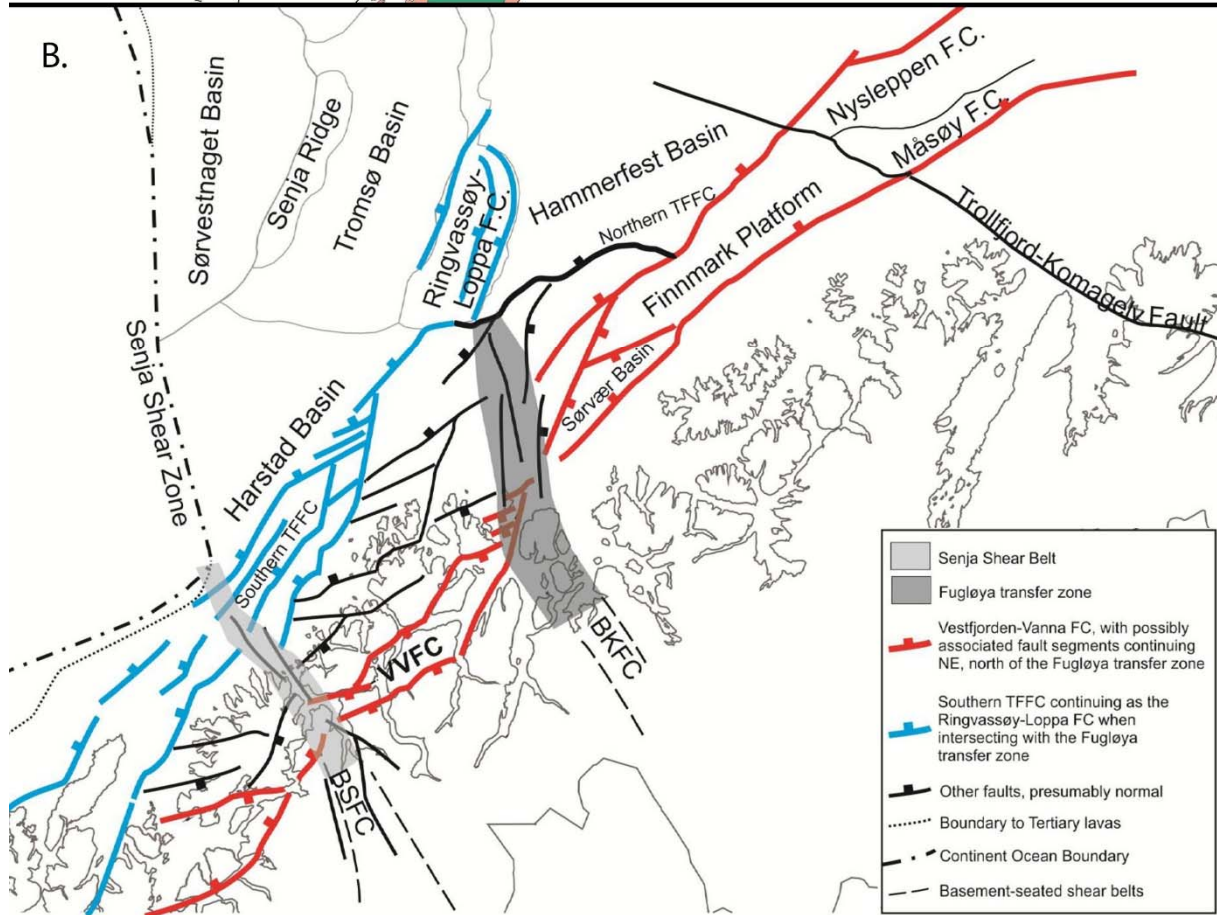 B.
Sørvestnaget Basin
Senja Ridge
Tromsø Basin
Ringvassøy-
Loppa F.C.
Hammerfest Basin
Nysleppen F.C.
Måsøy F.C.
Northern TFFC
Finnmark Platform
Trollfjord-Komagelv Fault
Sørvær Basin
Senja Shear Zone
Harstad Basin
Southern TFFC
VVFC
BKFC
BSFC
Senja Shear Belt
Fugløya transfer zone
Vestfjorden-Vanna FC, with possibly
associated fault segments continuing
NE, north of the Fugløya transfer zone
Southern TFFC continuing as the
Ringvassøy-Loppa FC when
intersecting with the Fugløya
transfer zone
Other faults, presumably normal
Boundary to Tertiary lavas
Continent Ocean Boundary
Basement-seated shear belts